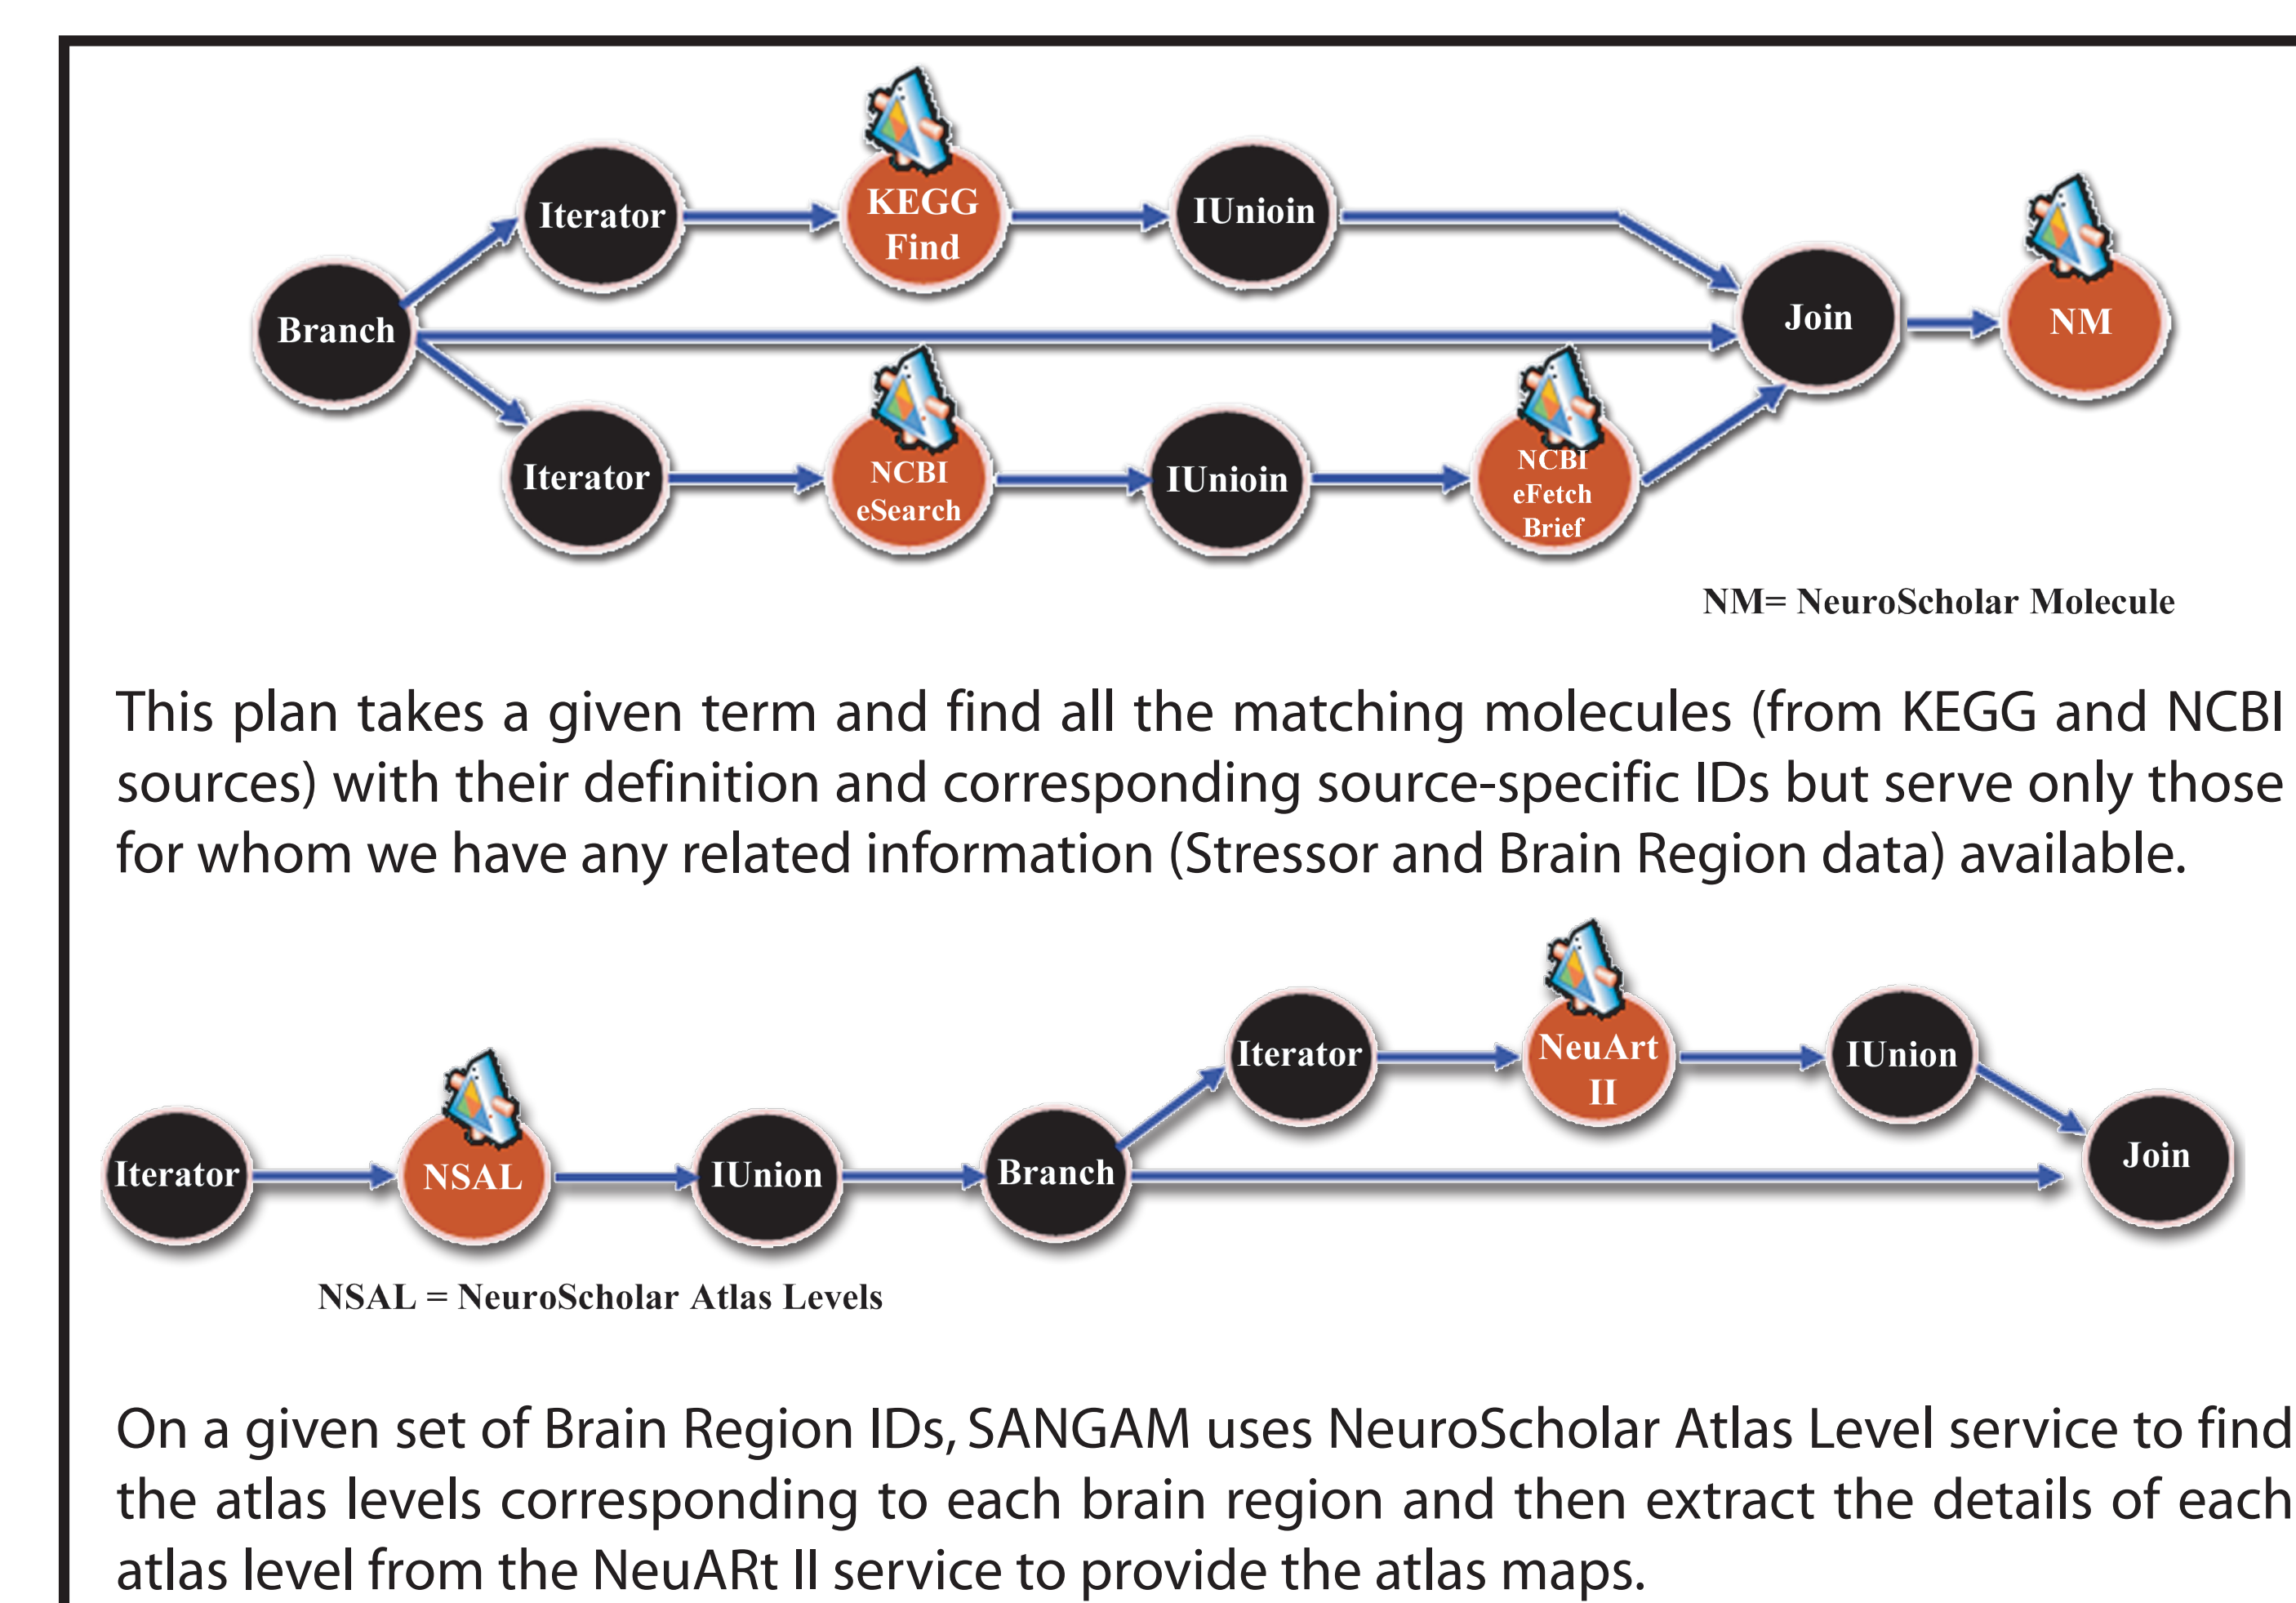 Iterator
KEGG
Find
IUnioin
Branch
Join
NM
Iterator
NCBI
eSearch
IUnioin
NCBI
eFetch
Brief
NM= NeuroScholar Molecule
This plan takes a given term and find all the matching molecules (from KEGG and NCBI
sources) with their definition and corresponding source-specific IDs but serve only those
for whom we have any related information (Stressor and Brain Region data) available.
Iterator
NeuArt
II
IUnion
Iterator
NSAL
IUnion
Branch
Join
NSAL = NeuroScholar Atlas Levels
On a given set of Brain Region IDs, SANGAM uses NeuroScholar Atlas Level service to find
the atlas levels corresponding to each brain region and then extract the details of each
atlas level from the NeuARt II service to provide the atlas maps.